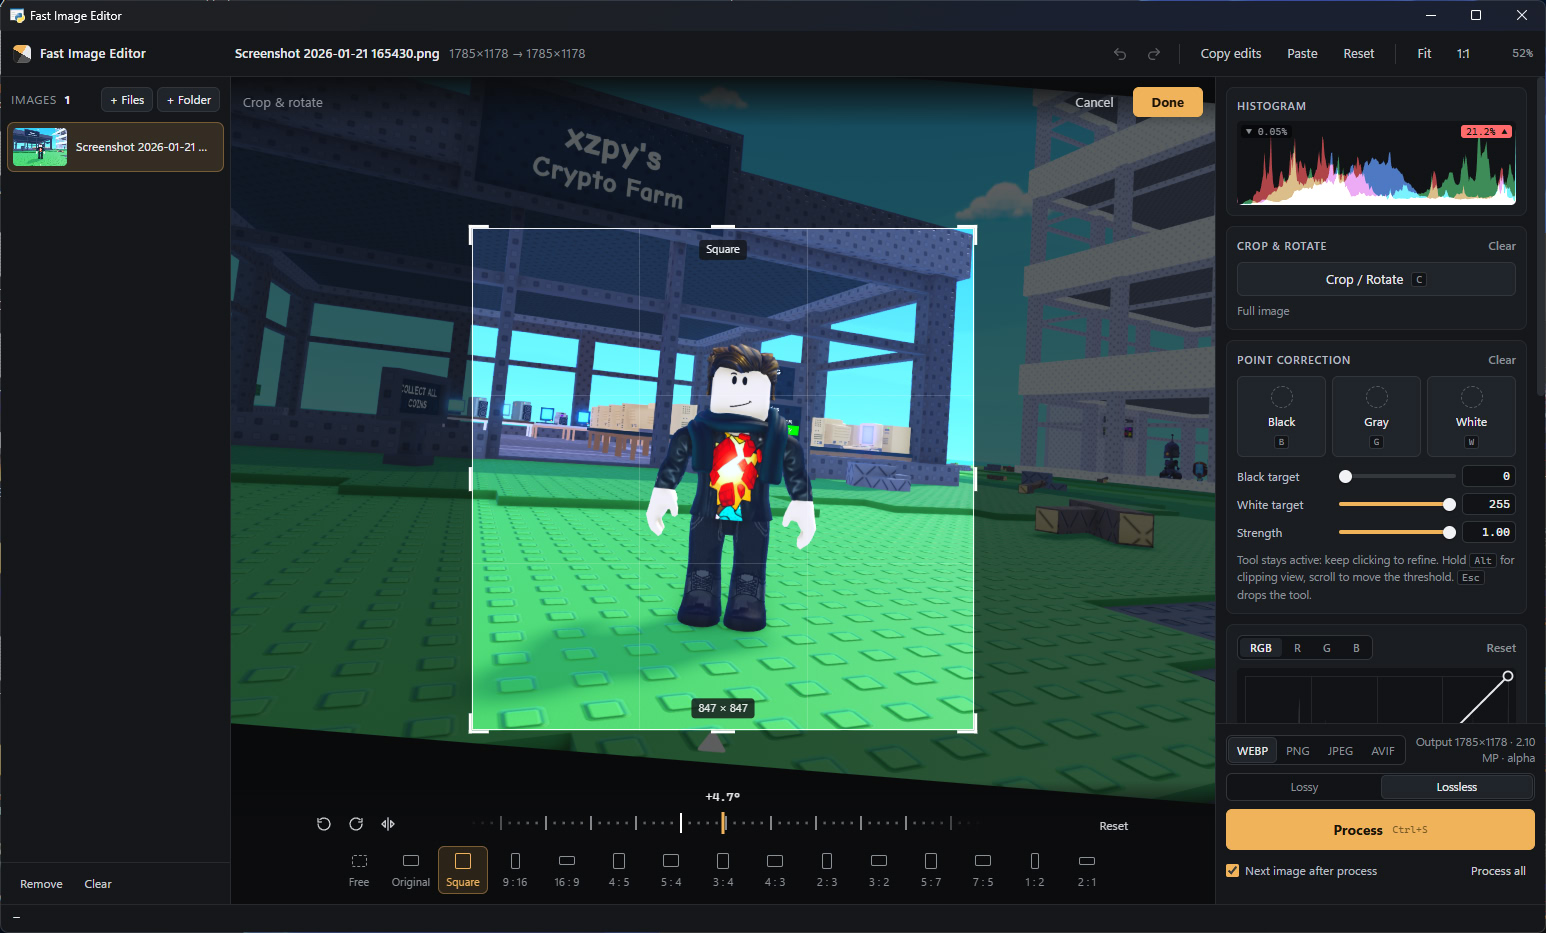 Fast Image Editor
Fast Image Editor
Screenshot 2026-01-21 165430.png 1785×1178 → 1785×1178
Copy edits Paste Reset Fit 1:1 52%
IMAGES 1 + Files + Folder
Screenshot 2026-01-21 ...
Remove Clear
–
Crop & rotate Cancel Done
xzpy's
Crypto Farm
Square
COLLECT ALL
COINS
847 × 847
+4.7°
Reset
Free Original Square 9:16 16:9 4:5 5:4 3:4 4:3 2:3 3:2 5:7 7:5 1:2 2:1
HISTOGRAM
▼ 0.05% 21.2% ▲
CROP & ROTATE Clear
Crop / Rotate C
Full image
POINT CORRECTION Clear
Black Gray White
B G W
Black target 0
White target 255
Strength 1.00
Tool stays active: keep clicking to refine. Hold Alt for
clipping view, scroll to move the threshold. Esc
drops the tool.
RGB R G B Reset
WEBP PNG JPEG AVIF
Output 1785×1178 · 2.10
MP · alpha
Lossy Lossless
Process Ctrl+S
Next image after process Process all